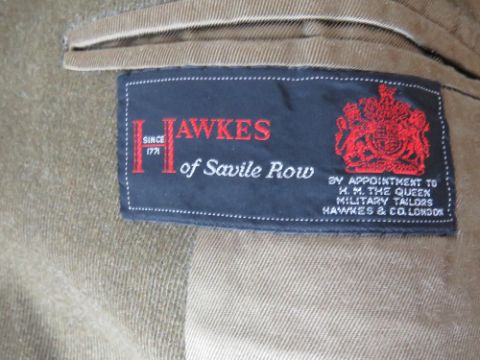 HAWKES
SINCE
1771
of Savile Row
BY APPOINTMENT TO
H. M. THE QUEEN
MILITARY TAILORS
HAWKES & CO. LONDON